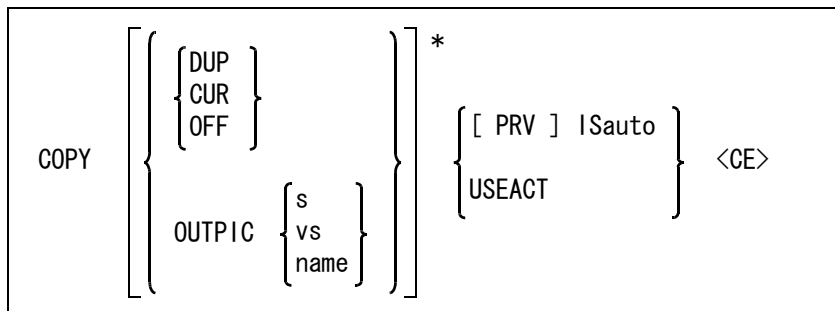 COPY [ { { DUP
CUR
OFF }
OUTPIC { s
vs
name } } ] * { [ PRV ] ISauto
USEACT } <CE>